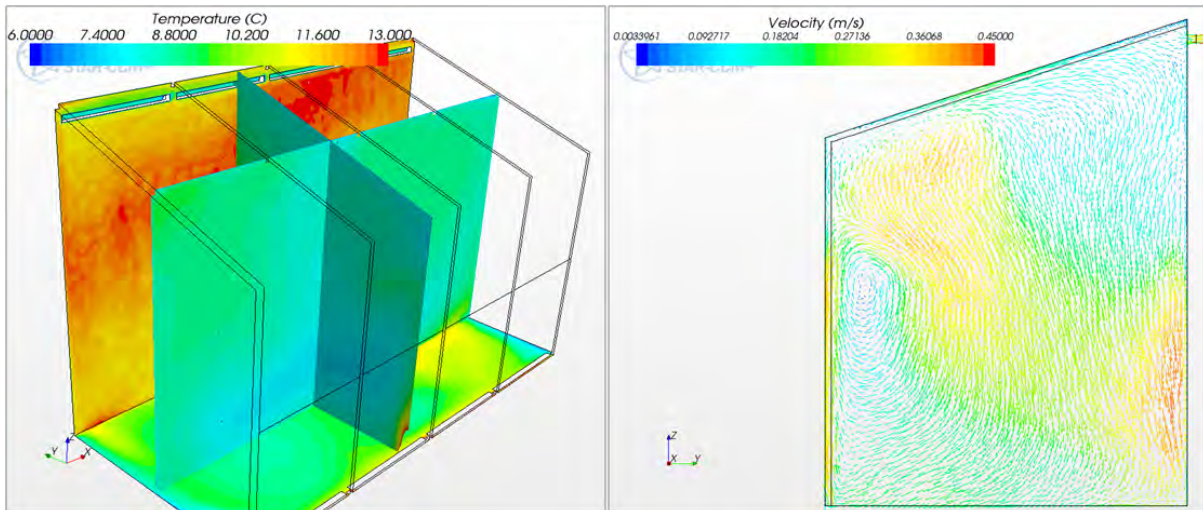 Temperature (C)
6.0000 7.4000 8.8000 10.200 11.600 13.000
Z
Y X
Velocity (m/s)
0.0033961 0.092717 0.18204 0.27136 0.36068 0.45000
Z
X Y